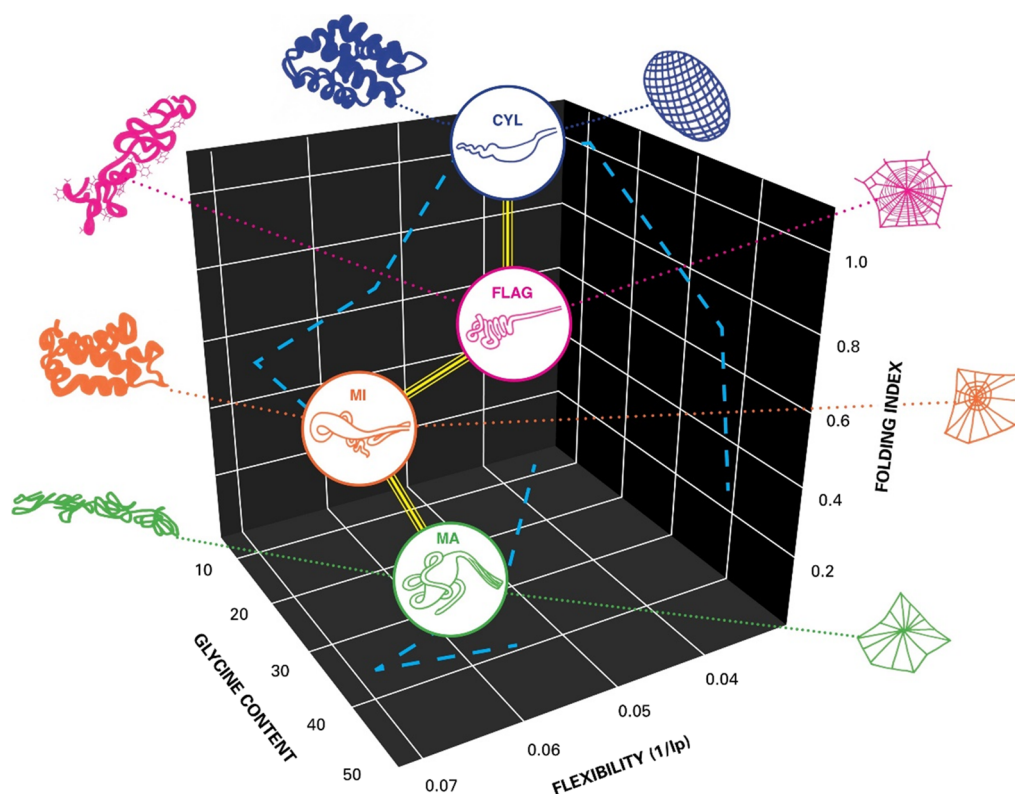 CYL
FLAG
MI
MA
1.0
0.8
0.6
0.4
0.2
FOLDING INDEX
10
20
30
40
50
GLYCINE CONTENT
0.04
0.05
0.06
0.07
FLEXIBILITY (1/lp)